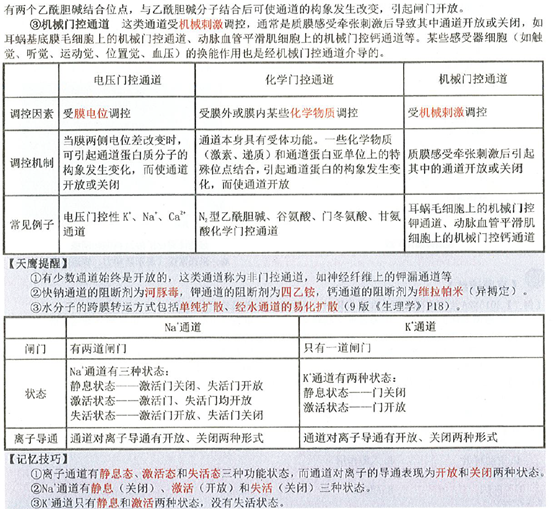 有两个乙酰胆碱结合位点，与乙酰胆碱分子结合后可使通道的构象发生改变，引起闸门开放。
③机械门控通道　这类通道受机械刺激调控，通常是质膜感受牵张刺激后导致其中通道开放或关闭，如
耳蜗基底膜毛细胞上的机械门控通道、动脉血管平滑肌细胞上的机械门控钙通道等。某些感受器细胞（如触
觉、听觉、运动觉、位置觉、血压）的换能作用也是经机械门控通道介导的。
电压门控通道	化学门控通道	机械门控通道
调控因素	受膜电位调控	受膜外或膜内某些化学物质调控	受机械刺激调控
调控机制
当膜两侧电位差改变时，
可引起通道蛋白质分子的
构象发生变化，而使通道
开放或关闭
通道本身具有受体功能。一些化学物质
（激素、递质）和通道蛋白亚单位上的特
殊位点结合，引起通道蛋白的构象发生变
化，而使通道开放
质膜感受牵张刺激后引起
其中的通道开放或关闭
常见例子
电压门控性 K⁺、Na⁺、Ca²⁺
通道
N₂型乙酰胆碱、谷氨酸、门冬氨酸、甘氨
酸化学门控通道
耳蜗毛细胞上的机械门控
钾通道、动脉血管平滑肌
细胞上的机械门控钙通道
【天鹰提醒】
①有少数通道始终是开放的，这类通道称为非门控通道，如神经纤维上的钾漏通道等
②快钠通道的阻断剂为河豚毒，钾通道的阻断剂为四乙铵，钙通道的阻断剂为维拉帕米（异搏定）。
③水分子的跨膜转运方式包括单纯扩散、经水通道的易化扩散（9 版《生理学》P18）。
Na⁺通道	K⁺通道
闸门	有两道闸门	只有一道闸门
状态
Na⁺通道有三种状态：
静息状态——激活门关闭、失活门开放
激活状态——激活门、失活门均开放
失活状态——激活门开放、失活门关闭
K⁺通道有两种状态：
静息状态——门关闭
激活状态——门开放
离子导通	通道对离子导通有开放、关闭两种形式	通道对离子导通有开放、关闭两种形式
【记忆技巧】
①离子通道有静息态、激活态和失活态三种功能状态，而通道对离子的导通表现为开放和关闭两种状态。
②Na⁺通道有静息（关闭）、激活（开放）和失活（关闭）三种状态。
③K⁺通道只有静息和激活两种状态，没有失活状态。